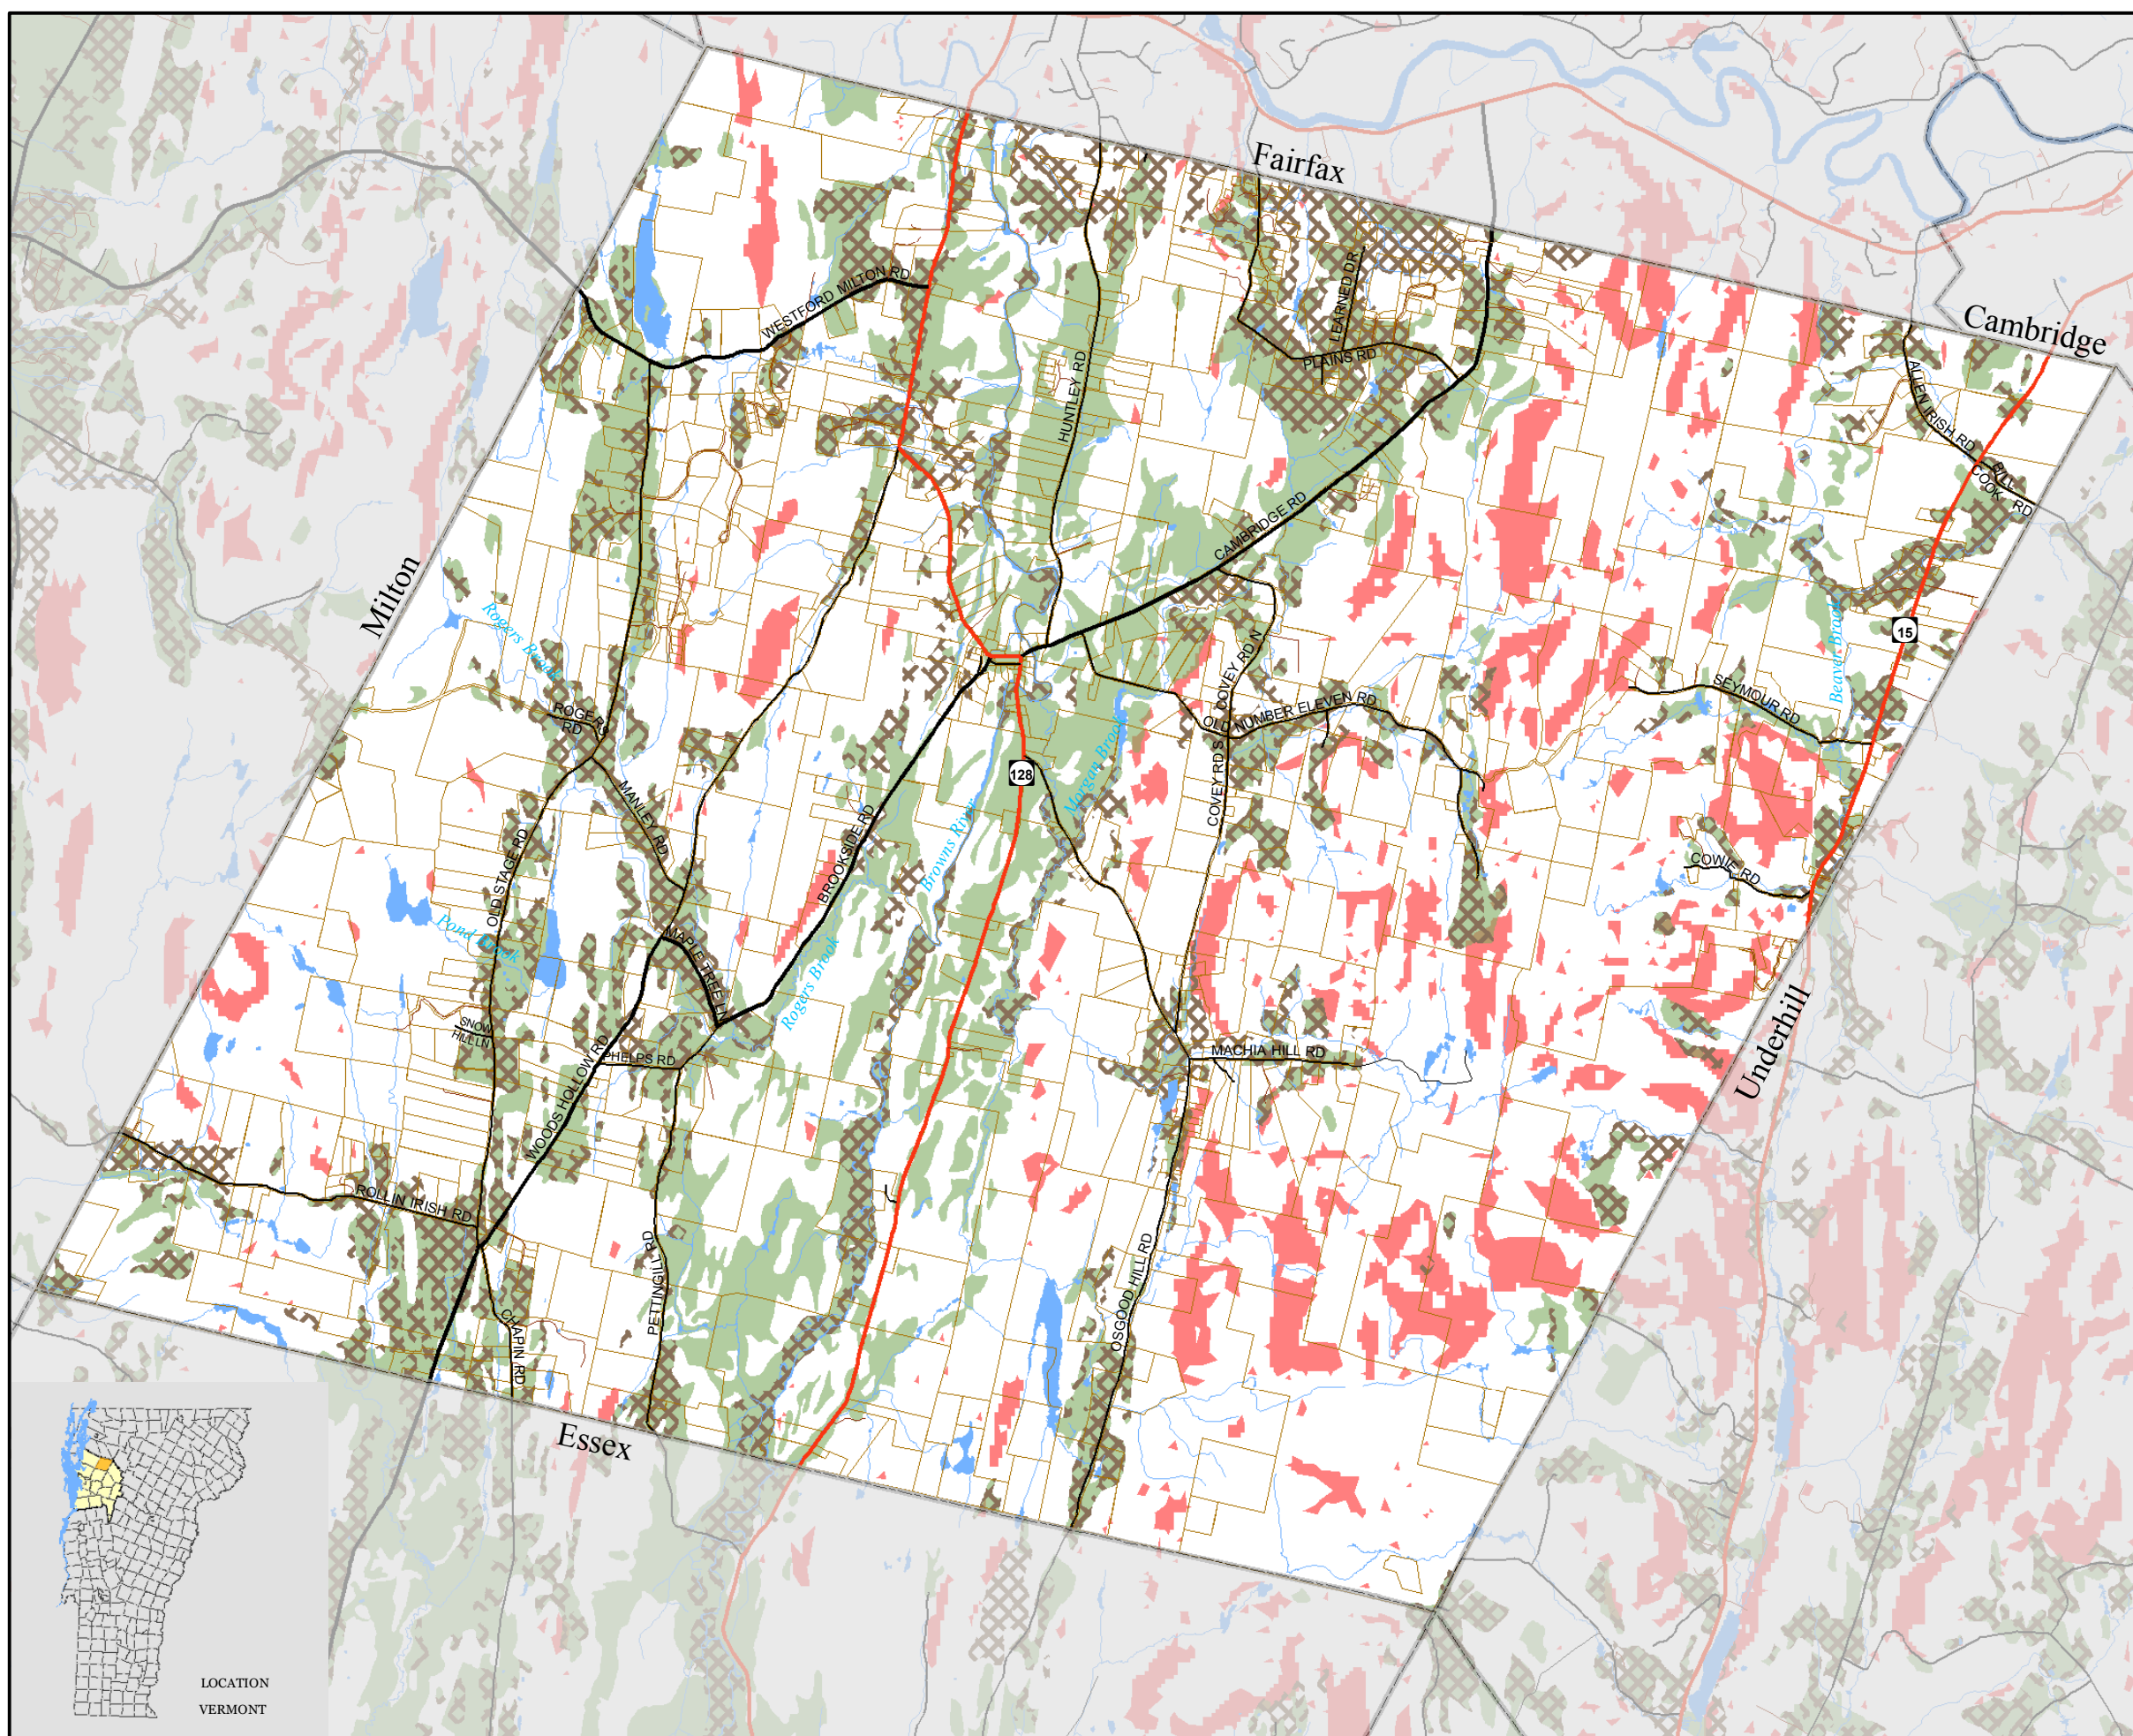 Fairfax
Cambridge
WESTFORD MILTON RD
LEARNED DR
PLAINS RD
HUNTLEY RD
ALLEN IRISH RD
BILL
COOK
RD
CAMBRIDGE RD
Milton
Rogers Brook
15
Beaver Brook
COVEY RD N
SEYMOUR RD
ROGERS
RD
OLD NUMBER ELEVEN RD
COVEY RD S
128
Morgan Brook
MANLEY RD
BROOKSIDE RD
Browns River
OLD STAGE RD
COWIE RD
Pond Brook
MAPLE TREE LN
Rogers Brook
SNOW
HILL LN
WOODS HOLLOW RD
PHELPS RD
MACHIA HILL RD
Underhill
ROLLIN IRISH RD
PETTINGILL RD
OSGOOD HILL RD
CHAPIN RD
Essex
LOCATION
VERMONT